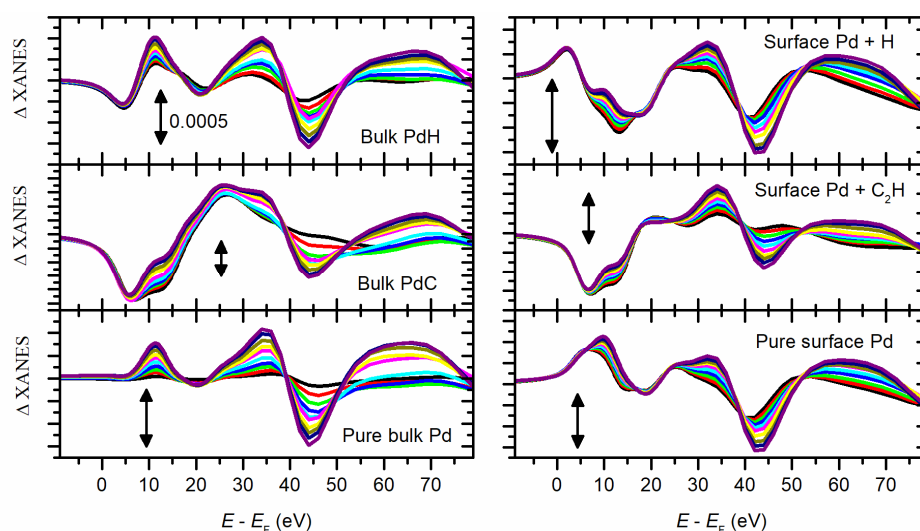 Δ XANES
0.0005
Bulk PdH
Δ XANES
Bulk PdC
Δ XANES
Pure bulk Pd
0 10 20 30 40 50 60 70
E - E_F (eV)
Surface Pd + H
Surface Pd + C₂H
Pure surface Pd
0 10 20 30 40 50 60 70
E - E_F (eV)